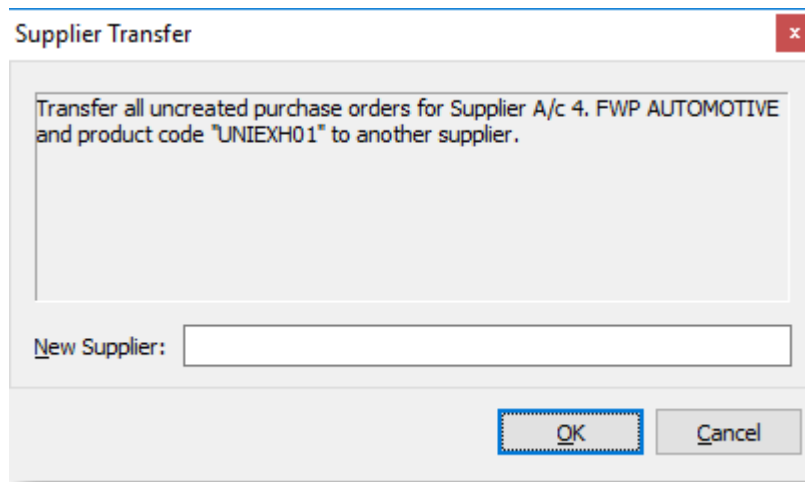 Supplier Transfer
x
Transfer all uncreated purchase orders for Supplier A/c 4. FWP AUTOMOTIVE
and product code "UNIEXH01" to another supplier.
New Supplier:
OK
Cancel